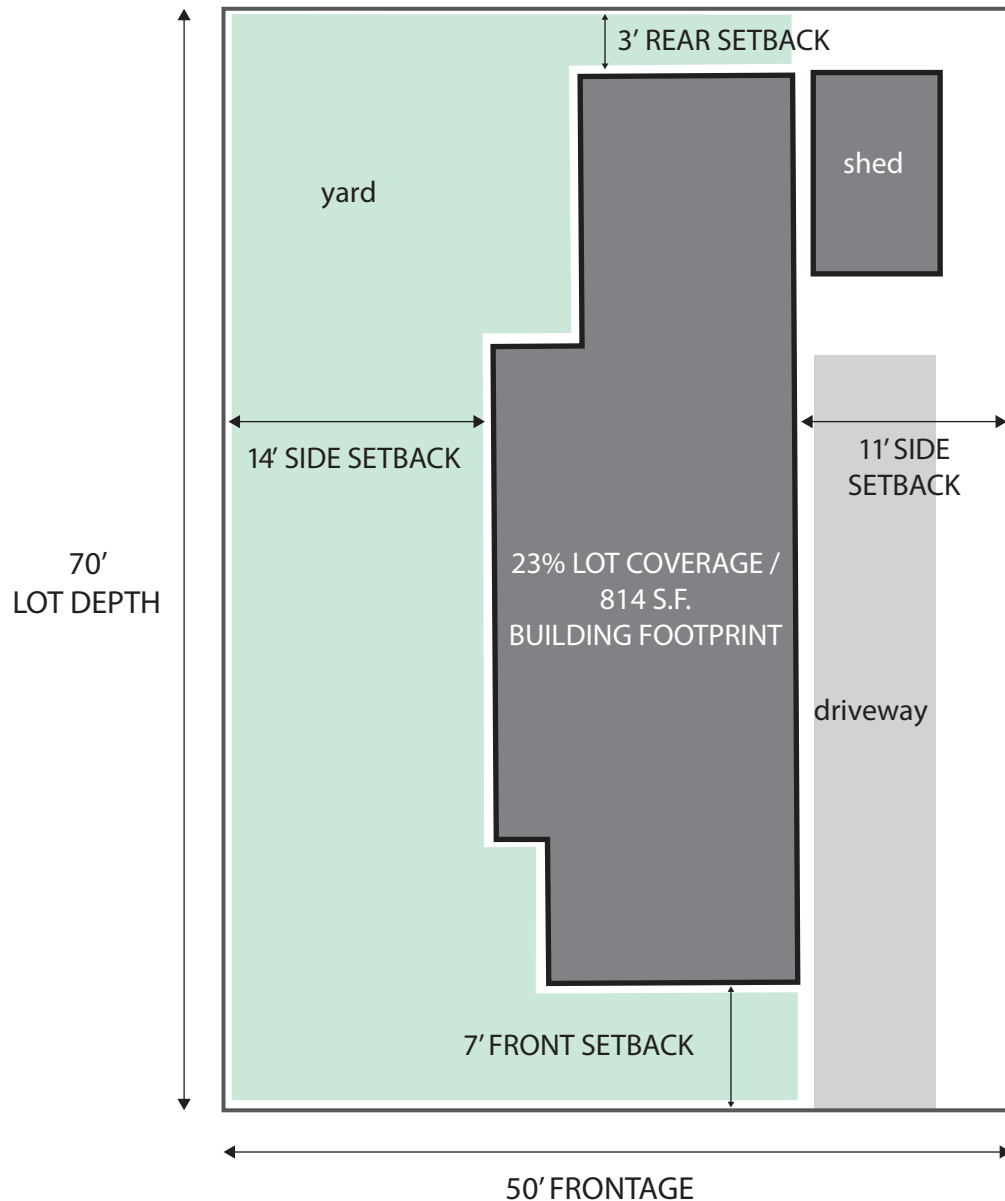 3’ REAR SETBACK
yard
shed
14’ SIDE SETBACK
11’ SIDE
SETBACK
70’
LOT DEPTH
23% LOT COVERAGE /
814 S.F.
BUILDING FOOTPRINT
driveway
7’ FRONT SETBACK
50’ FRONTAGE